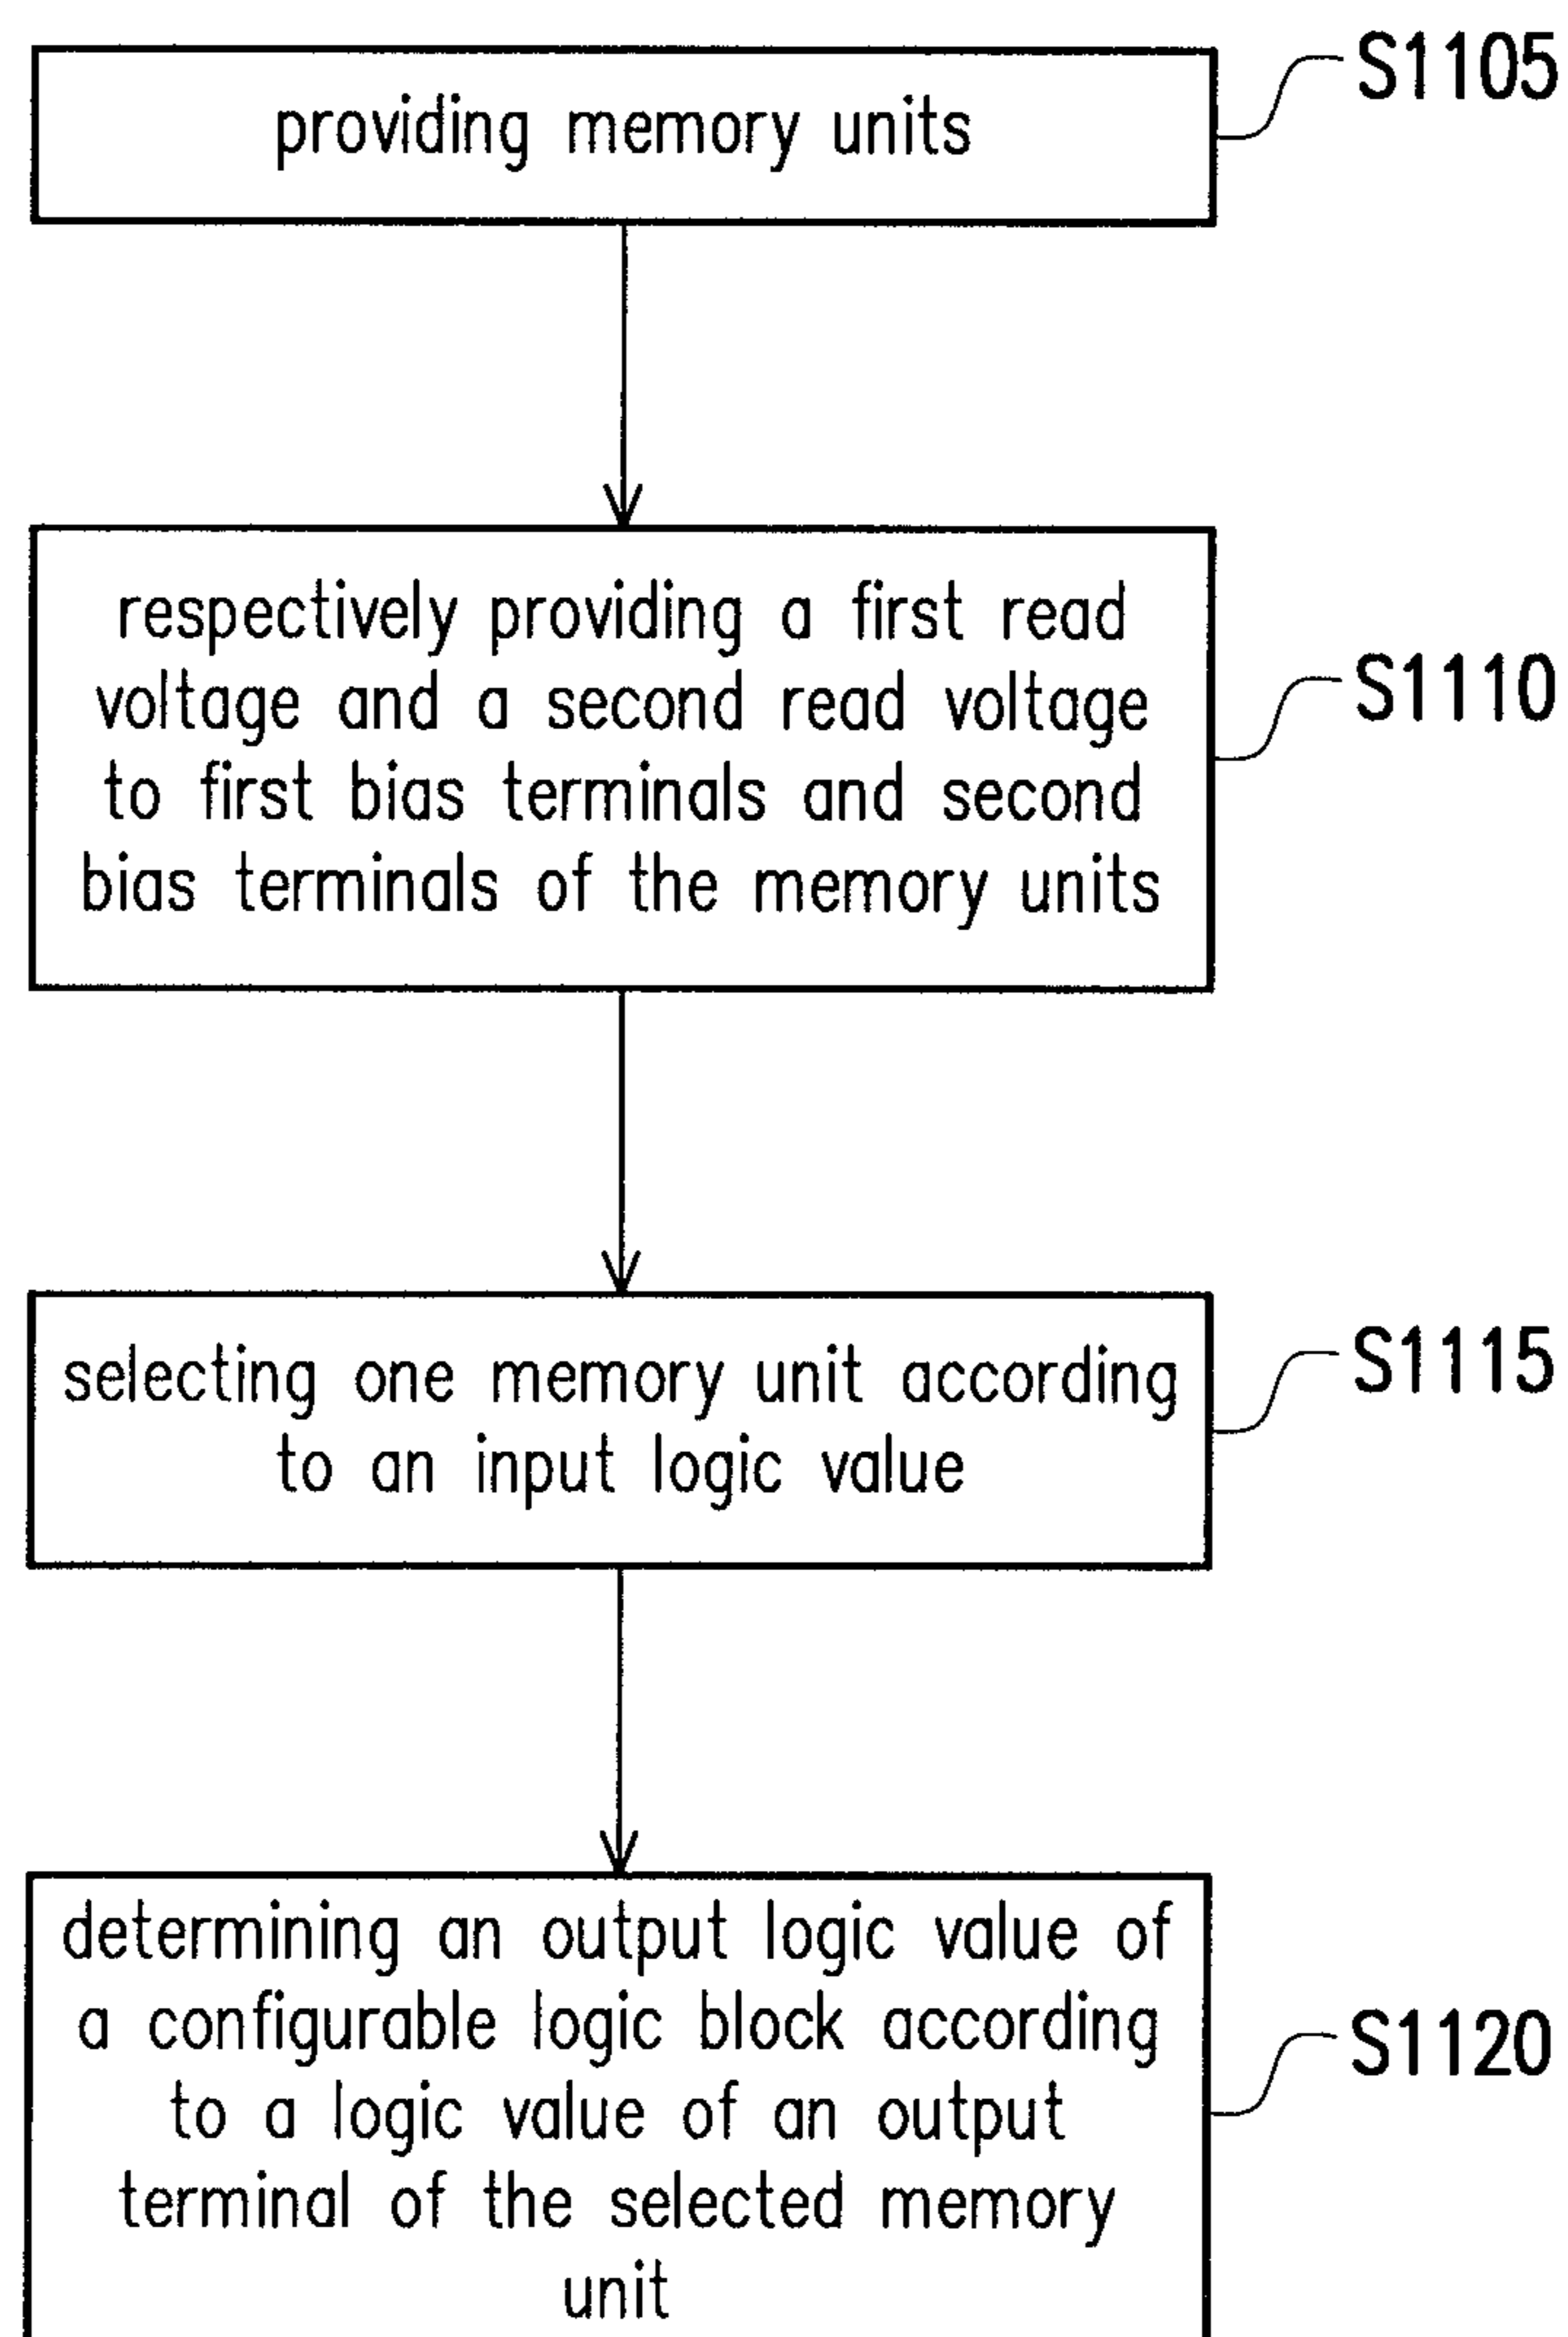 providing memory units
S1105
respectively providing a first read
voltage and a second read voltage
to first bias terminals and second
bias terminals of the memory units
S1110
selecting one memory unit according
to an input logic value
S1115
determining an output logic value of
a configurable logic block according
to a logic value of an output
terminal of the selected memory
unit
S1120